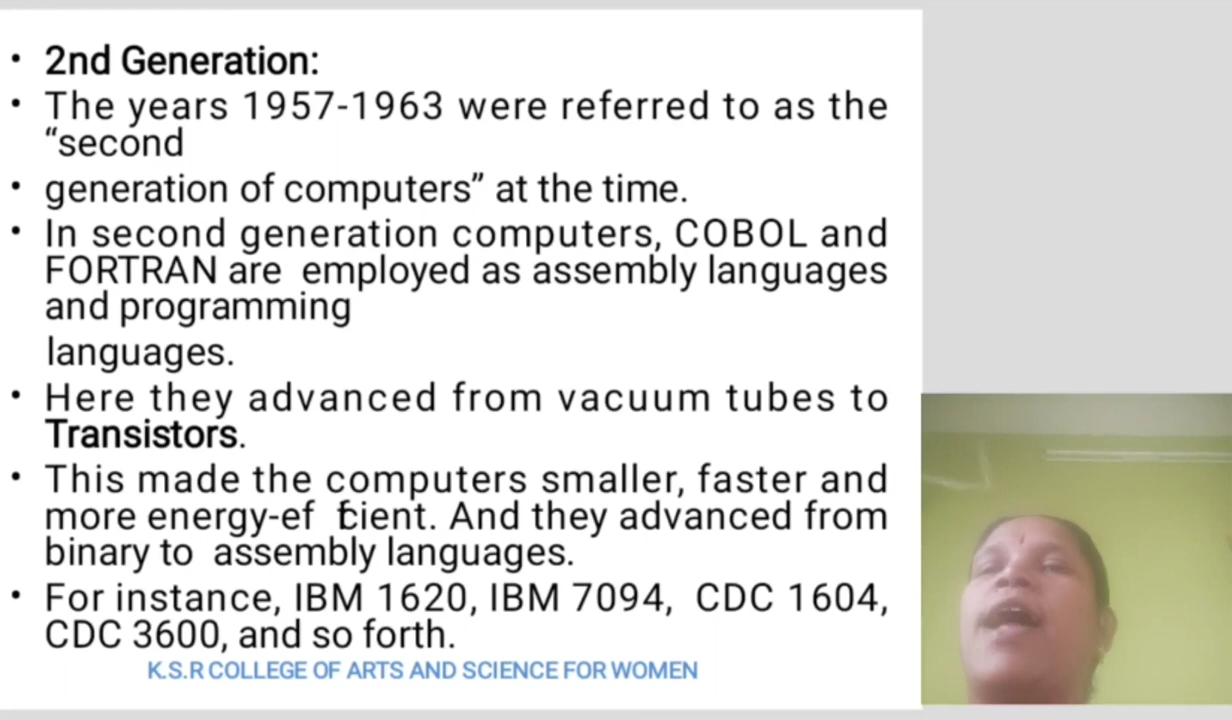 • 2nd Generation:
• The years 1957-1963 were referred to as the
“second
• generation of computers” at the time.
• In second generation computers, COBOL and
FORTRAN are employed as assembly languages
and programming
languages.
• Here they advanced from vacuum tubes to
Transistors.
• This made the computers smaller, faster and
more energy-ef ficient. And they advanced from
binary to assembly languages.
• For instance, IBM 1620, IBM 7094, CDC 1604,
CDC 3600, and so forth.
K.S.R COLLEGE OF ARTS AND SCIENCE FOR WOMEN